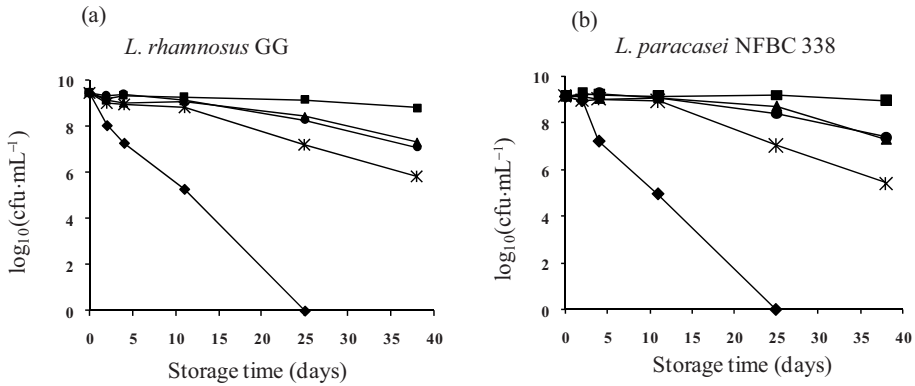 (a)
L. rhamnosus GG
log₁₀(cfu·mL⁻¹)
10
8
6
4
2
0
0 5 10 15 20 25 30 35 40
Storage time (days)
(b)
L. paracasei NFBC 338
log₁₀(cfu·mL⁻¹)
10
8
6
4
2
0
0 5 10 15 20 25 30 35 40
Storage time (days)